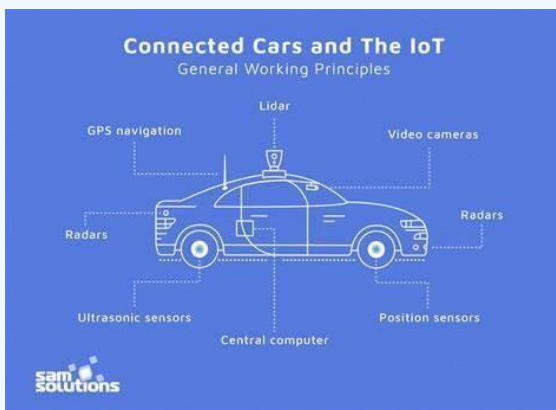 Connected Cars and The IoT
General Working Principles
Lidar
GPS navigation
Video cameras
Radars
Radars
Ultrasonic sensors
Position sensors
Central computer
sam
solutions